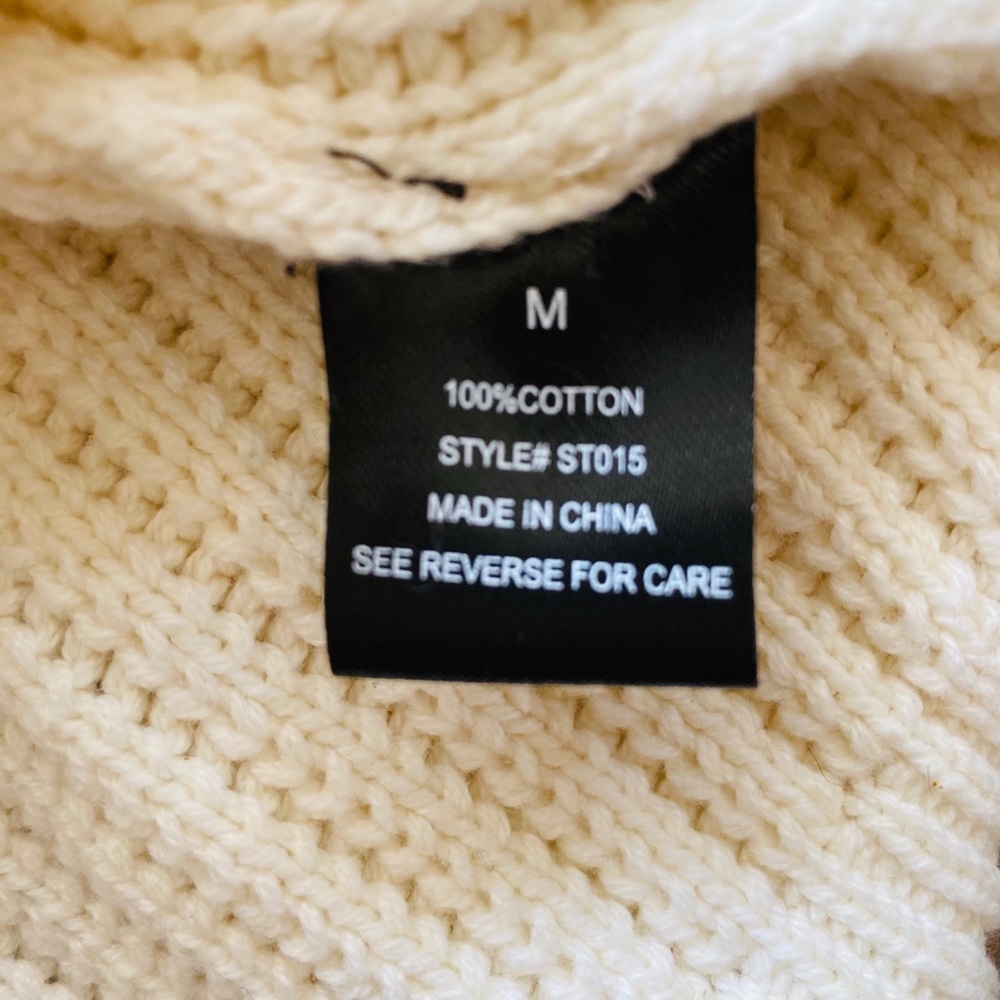 M
100%COTTON
STYLE# ST015
MADE IN CHINA
SEE REVERSE FOR CARE